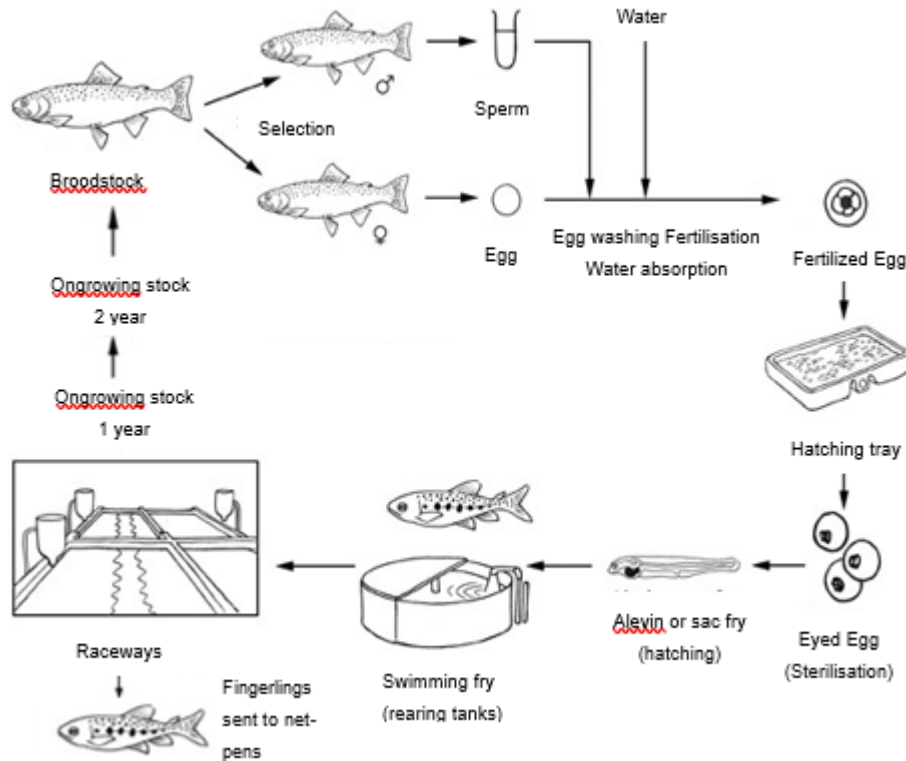 Water
Selection
Sperm
Broodstock
♂
♀
Egg
Egg washing Fertilisation
Water absorption
Fertilized Egg
Ongrowing stock
2 year
Ongrowing stock
1 year
Hatching tray
Alevin or sac fry
(hatching)
Eyed Egg
(Sterilisation)
Swimming fry
(rearing tanks)
Raceways
Fingerlings
sent to net-
pens